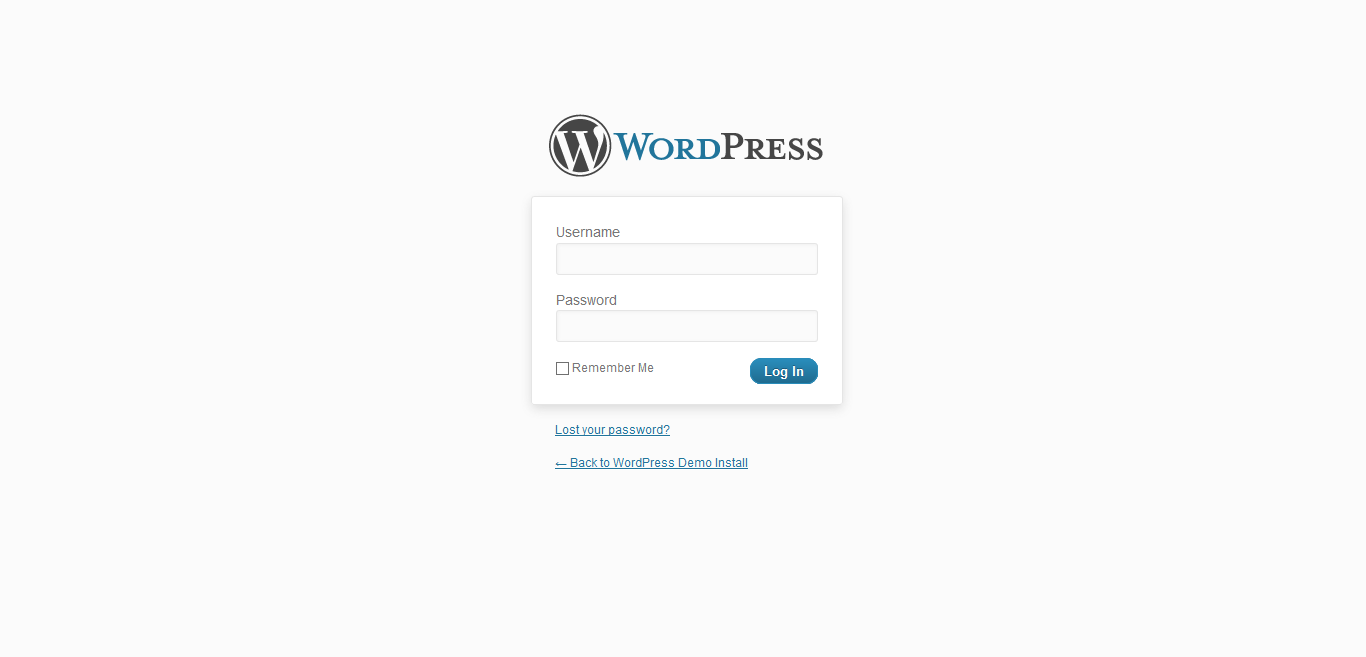 WORDPRESS
Username
Password
Remember Me
Log In
Lost your password?
← Back to WordPress Demo Install